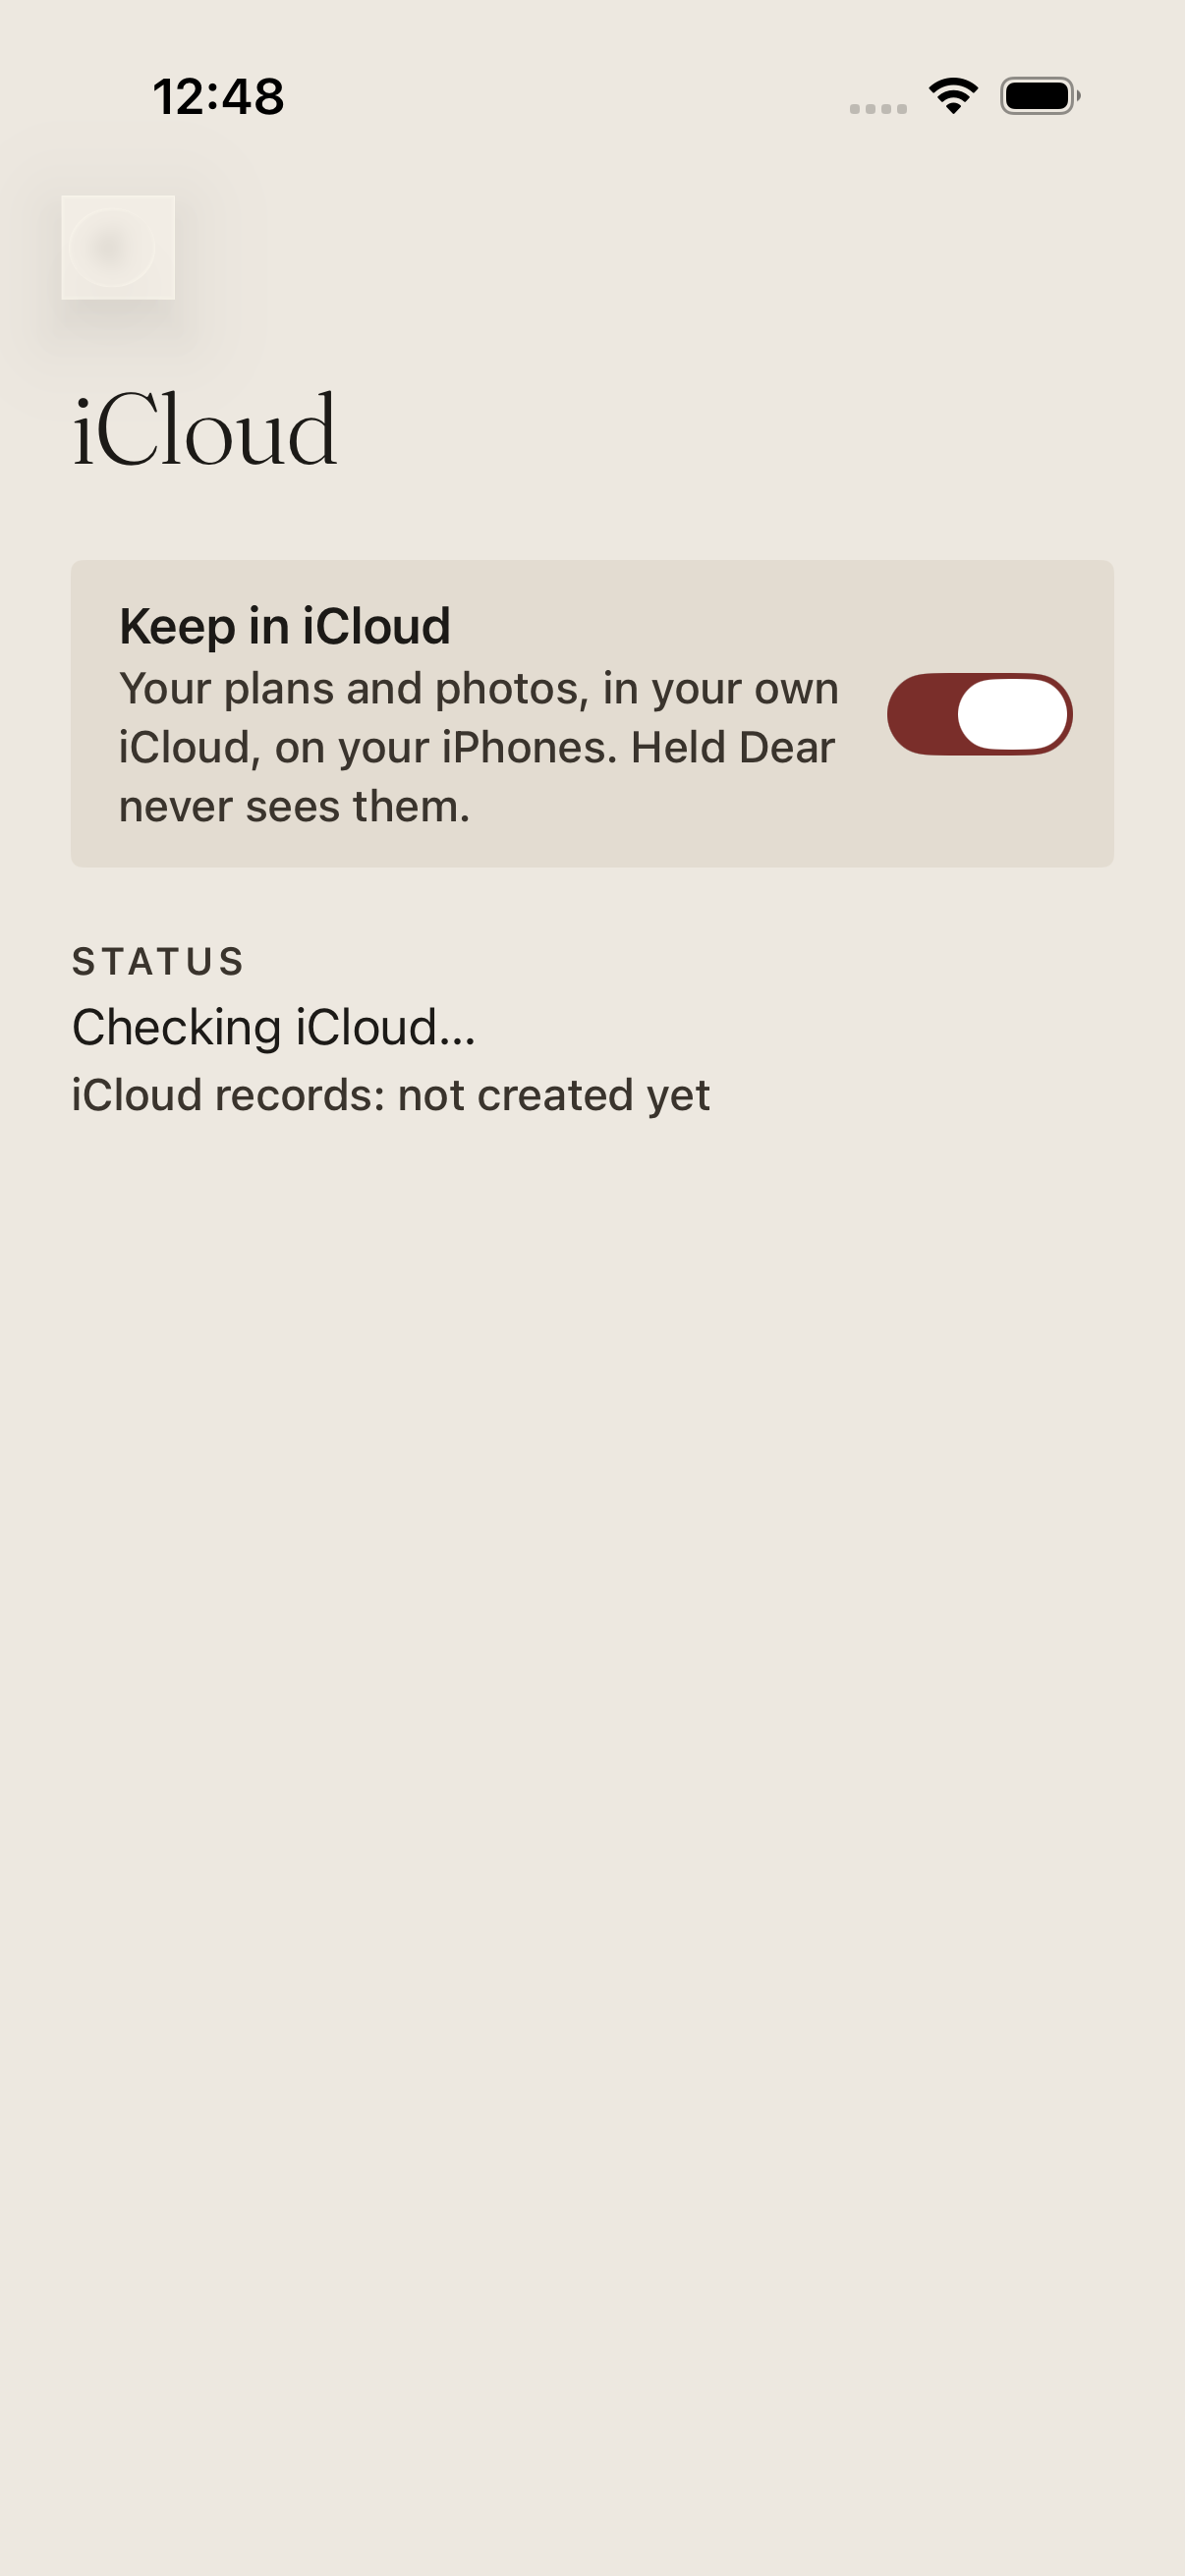 12:48
iCloud
Keep in iCloud
Your plans and photos, in your own
iCloud, on your iPhones. Held Dear
never sees them.
STATUS
Checking iCloud...
iCloud records: not created yet